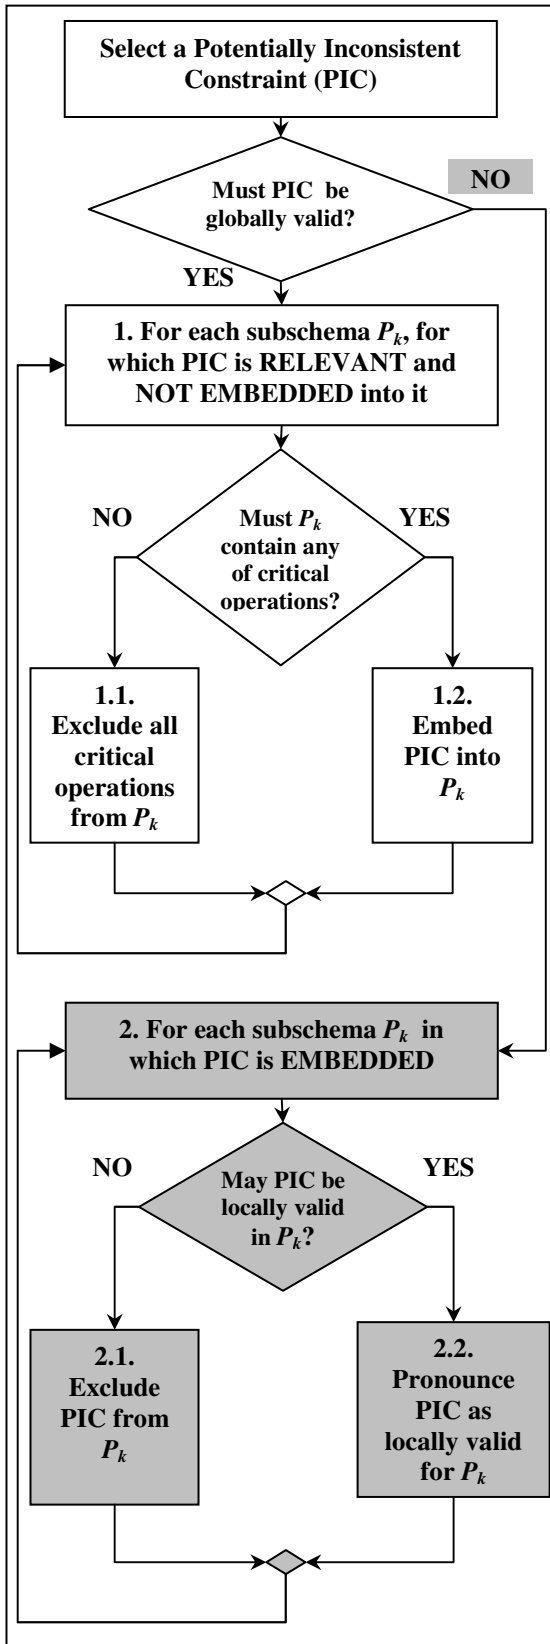 Select a Potentially Inconsistent
Constraint (PIC)
Must PIC be
globally valid?
NO
YES
1. For each subschema Pk, for
which PIC is RELEVANT and
NOT EMBEDDED into it
NO
Must Pk
contain any
of critical
operations?
YES
1.1.
Exclude all
critical
operations
from Pk
1.2.
Embed
PIC into
Pk
2. For each subschema Pk in
which PIC is EMBEDDED
NO
May PIC be
locally valid
in Pk?
YES
2.1.
Exclude
PIC from
Pk
2.2.
Pronounce
PIC as
locally valid
for Pk